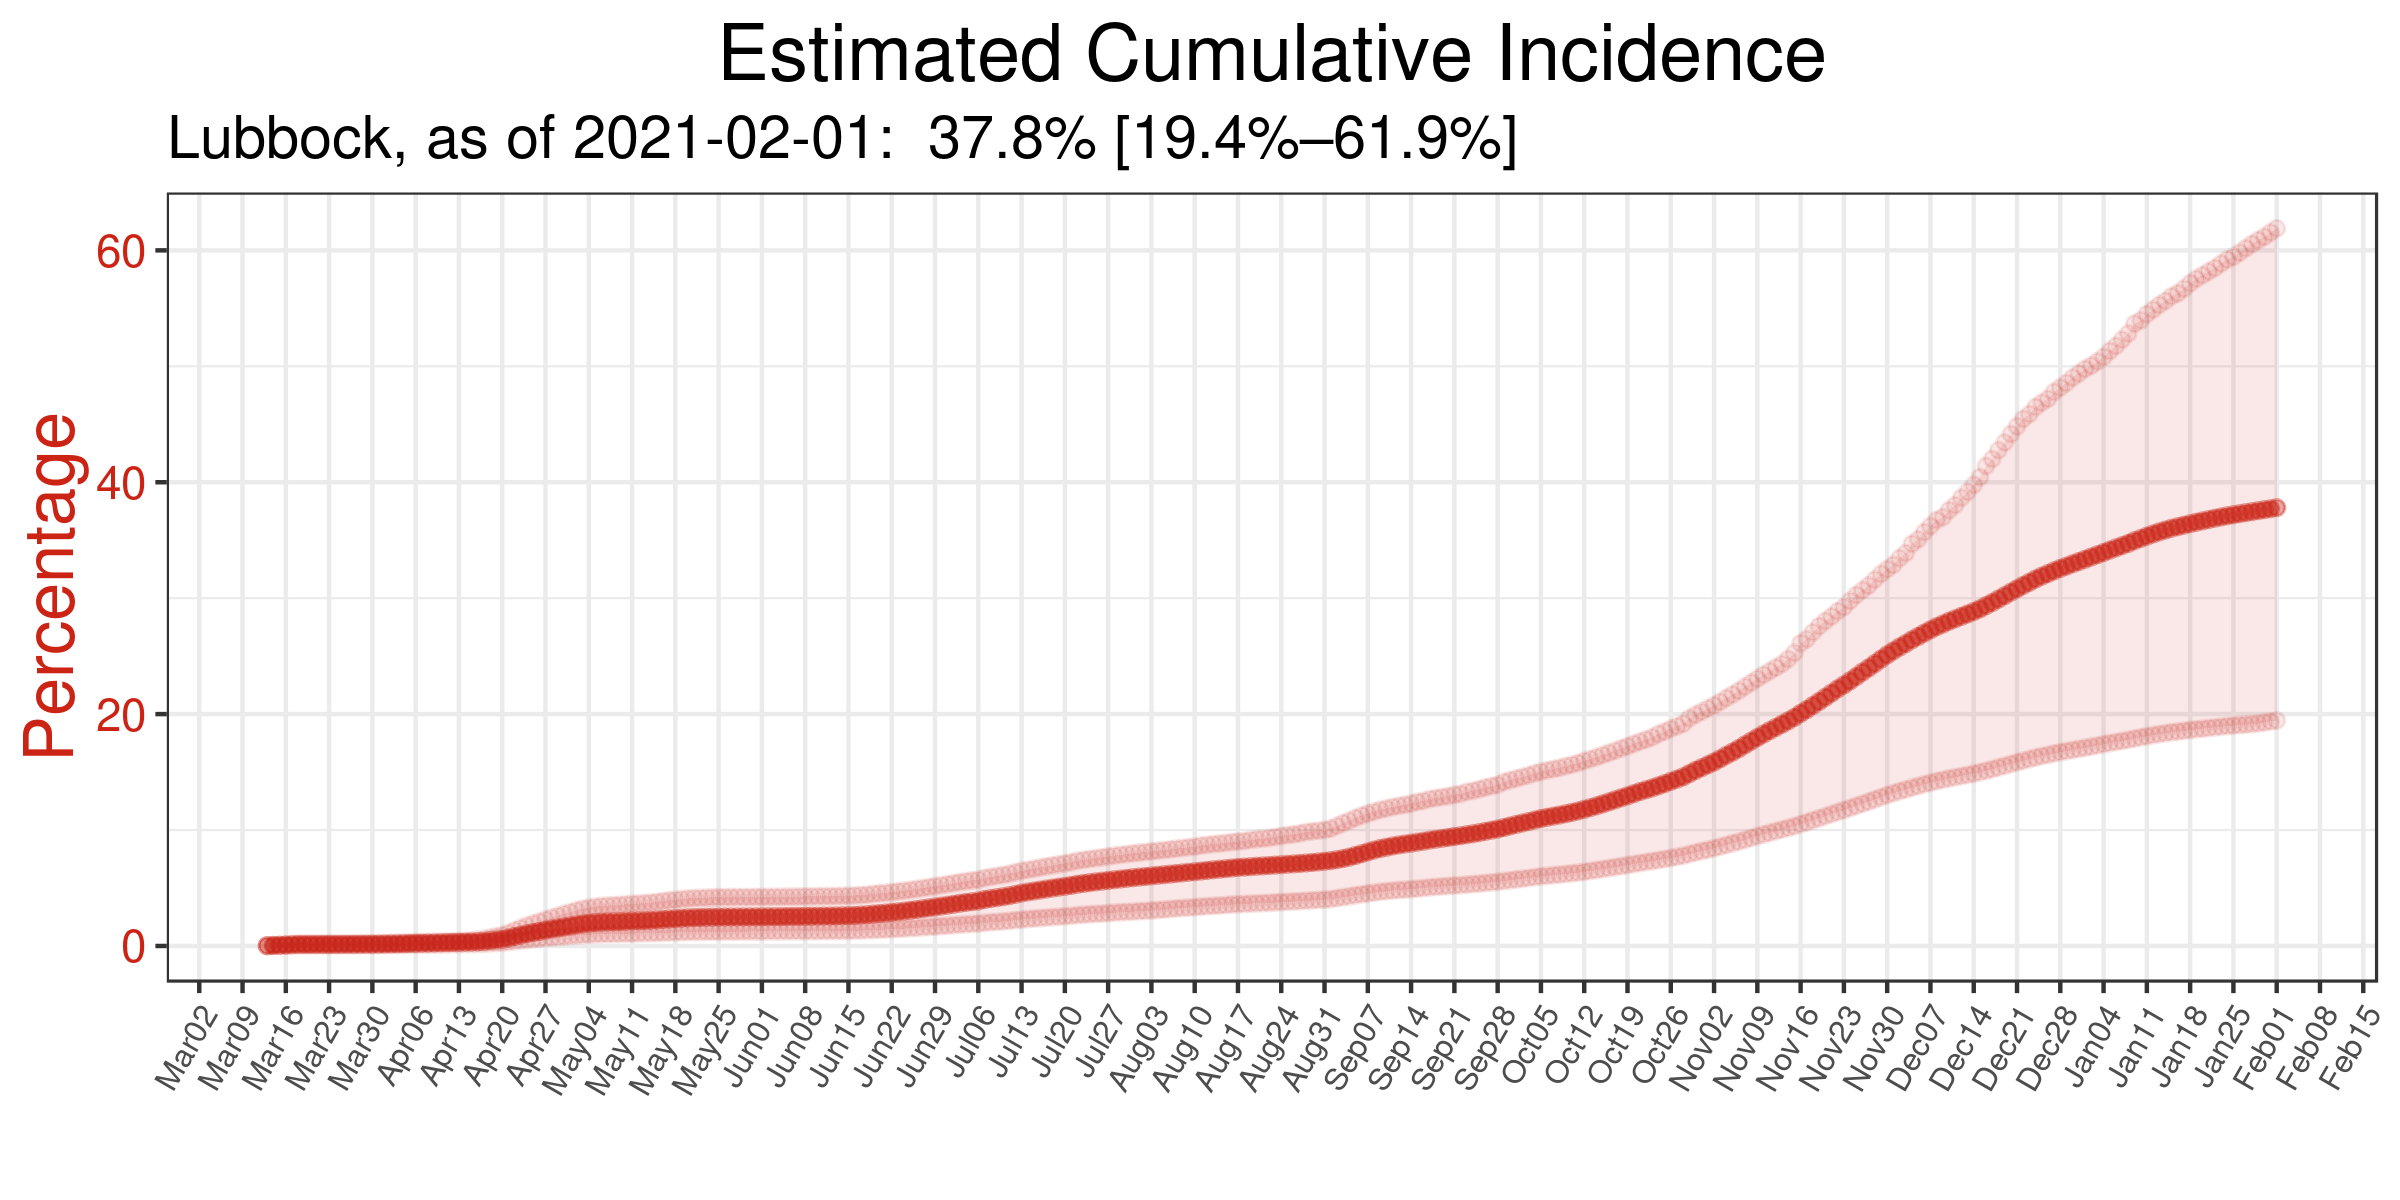 Estimated Cumulative Incidence
Lubbock, as of 2021-02-01:  37.8% [19.4%–61.9%]
Percentage
60
40
20
0
Mar02 Mar09 Mar16 Mar23 Mar30 Apr06 Apr13 Apr20 Apr27 May04 May11 May18 May25 Jun01 Jun08 Jun15 Jun22 Jun29 Jul06 Jul13 Jul20 Jul27 Aug03 Aug10 Aug17 Aug24 Aug31 Sep07 Sep14 Sep21 Sep28 Oct05 Oct12 Oct19 Oct26 Nov02 Nov09 Nov16 Nov23 Nov30 Dec07 Dec14 Dec21 Dec28 Jan04 Jan11 Jan18 Jan25 Feb01 Feb08 Feb15